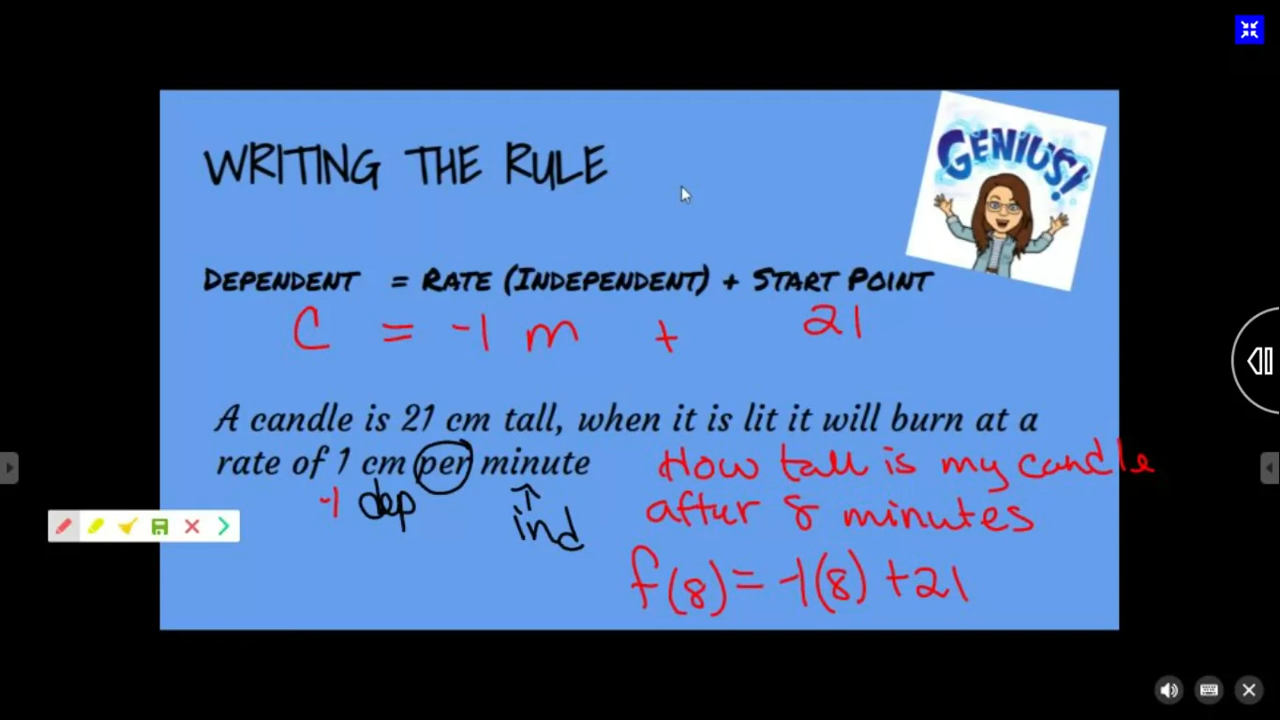 WRITING THE RULE
GENIUS!
DEPENDENT = RATE (INDEPENDENT) + START POINT
C = -1 m + 21
A candle is 21 cm tall, when it is lit it will burn at a
rate of 1 cm per minute
-1 dep
ind
How tall is my candle
after 8 minutes
f(8) = -1(8) + 21